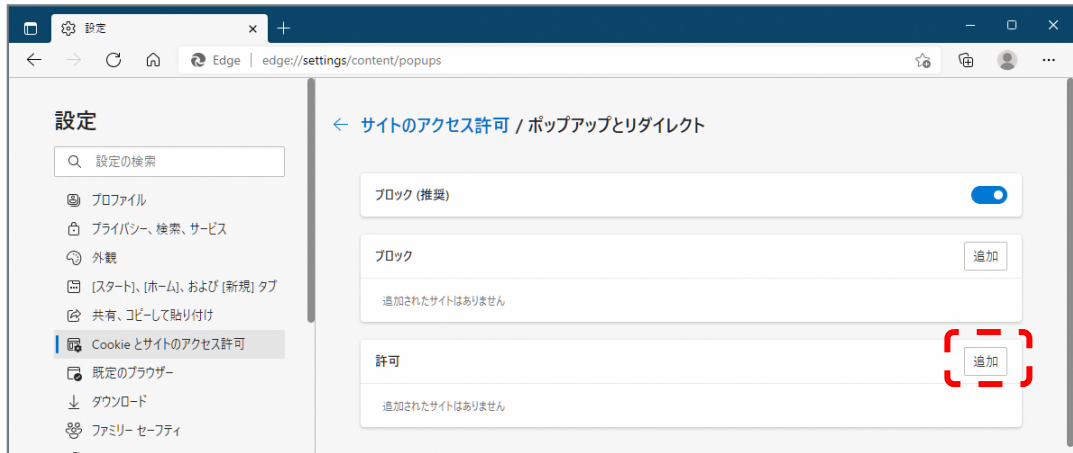 設定
Edge | edge://settings/content/popups
設定
設定の検索
プロファイル
プライバシー、検索、サービス
外観
[スタート]、[ホーム]、および [新規] タブ
共有、コピーして貼り付け
Cookie とサイトのアクセス許可
既定のブラウザー
ダウンロード
ファミリー セーフティ
サイトのアクセス許可 / ポップアップとリダイレクト
ブロック (推奨)
ブロック
追加
追加されたサイトはありません
許可
追加
追加されたサイトはありません